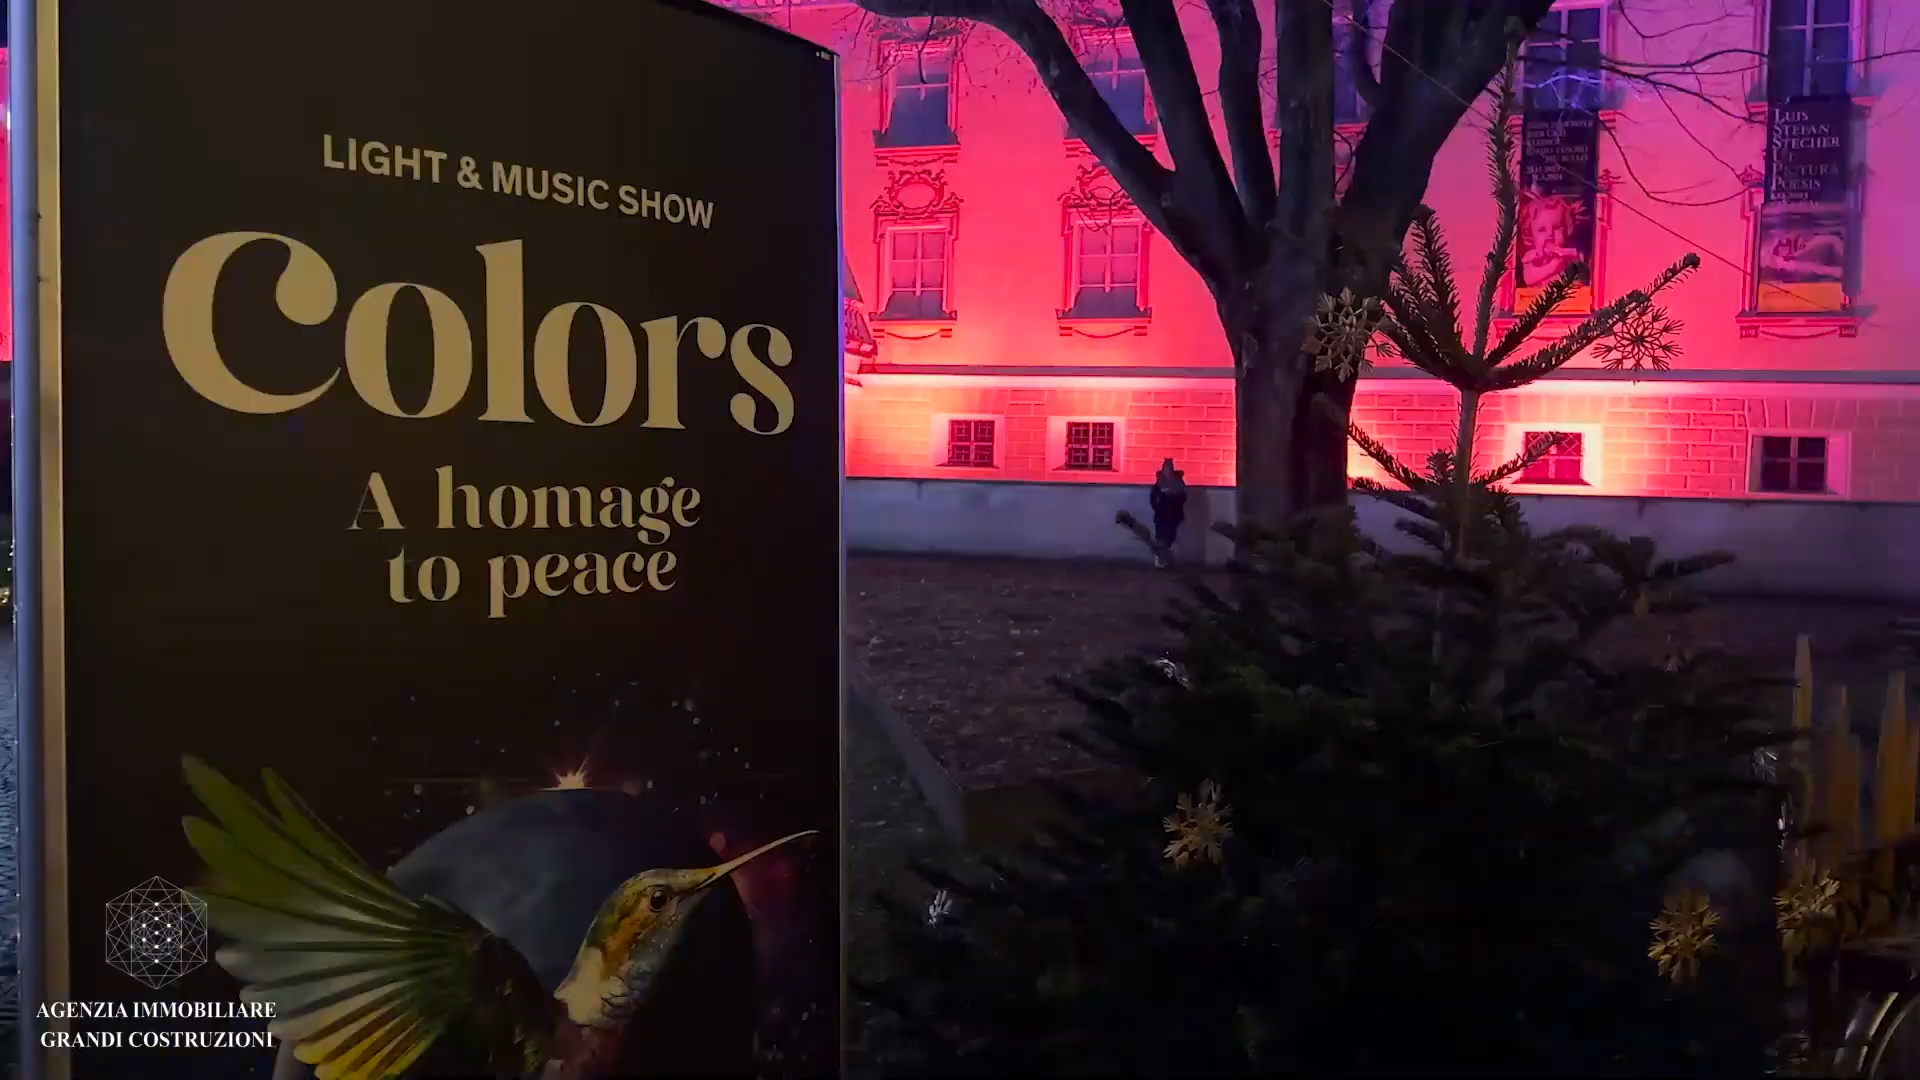 LIGHT & MUSIC SHOW
Colors
A homage
to peace
LUIS
STEFAN
STECHER
PICTURA
POESIS
AGENZIA IMMOBILIARE
GRANDI COSTRUZIONI